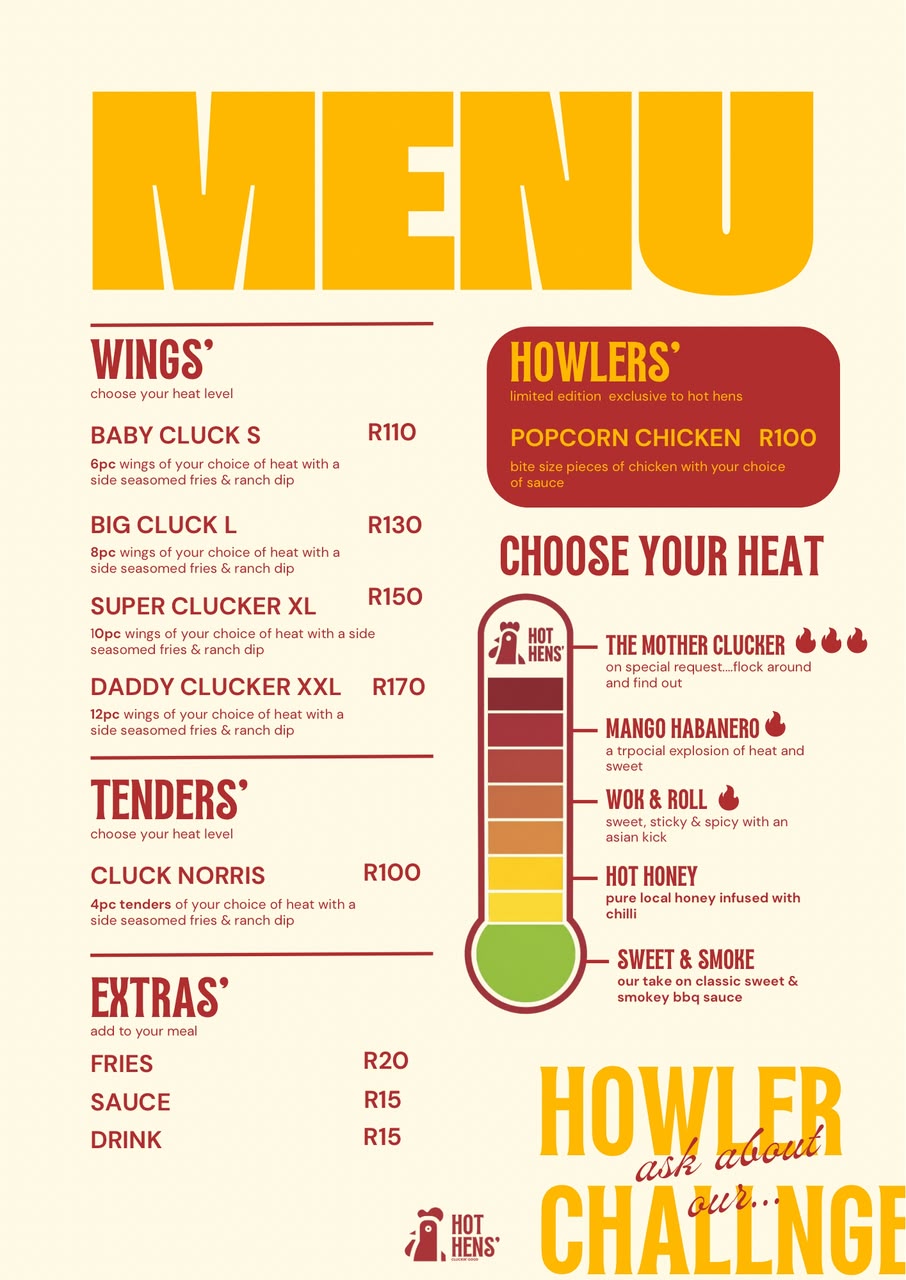 MENU
WINGS’
choose your heat level
BABY CLUCK S R110
6pc wings of your choice of heat with a
side seasomed fries & ranch dip
BIG CLUCK L R130
8pc wings of your choice of heat with a
side seasomed fries & ranch dip
SUPER CLUCKER XL R150
10pc wings of your choice of heat with a side
seasomed fries & ranch dip
DADDY CLUCKER XXL R170
12pc wings of your choice of heat with a
side seasomed fries & ranch dip
TENDERS’
choose your heat level
CLUCK NORRIS R100
4pc tenders of your choice of heat with a
side seasomed fries & ranch dip
EXTRAS’
add to your meal
FRIES R20
SAUCE R15
DRINK R15
HOWLERS’
limited edition exclusive to hot hens
POPCORN CHICKEN R100
bite size pieces of chicken with your choice
of sauce
CHOOSE YOUR HEAT
HOT
HENS’
THE MOTHER CLUCKER
on special request....flock around
and find out
MANGO HABANERO
a trpocial explosion of heat and
sweet
WOK & ROLL
sweet, sticky & spicy with an
asian kick
HOT HONEY
pure local honey infused with
chilli
SWEET & SMOKE
our take on classic sweet &
smokey bbq sauce
HOWLER
ask about
our...
CHALLNGE
HOT
HENS’